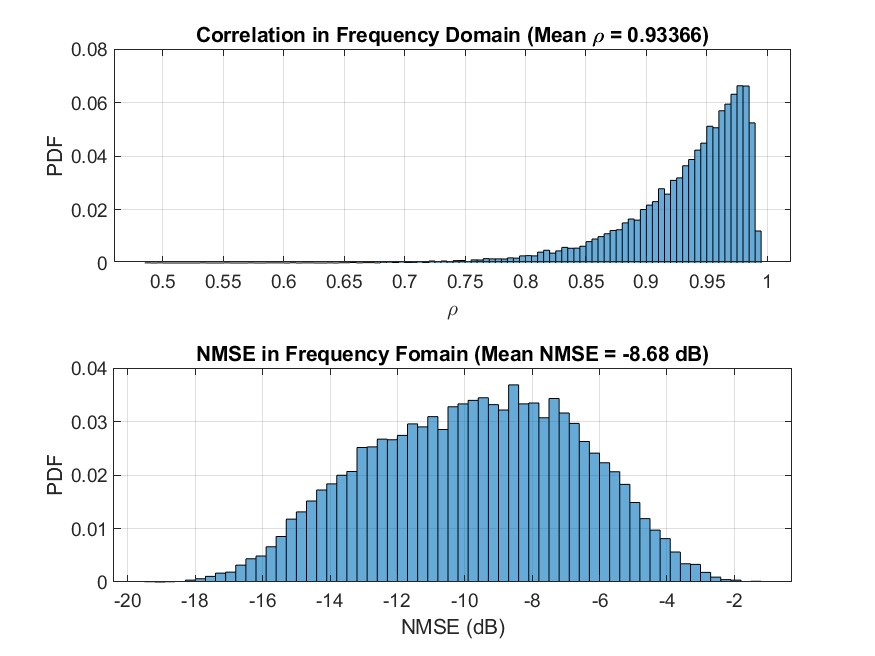 Correlation in Frequency Domain (Mean ρ = 0.93366)
0.08
0.06
0.04
0.02
0
PDF
0.5 0.55 0.6 0.65 0.7 0.75 0.8 0.85 0.9 0.95 1
ρ
NMSE in Frequency Fomain (Mean NMSE = -8.68 dB)
0.04
0.03
0.02
0.01
0
PDF
-20 -18 -16 -14 -12 -10 -8 -6 -4 -2
NMSE (dB)